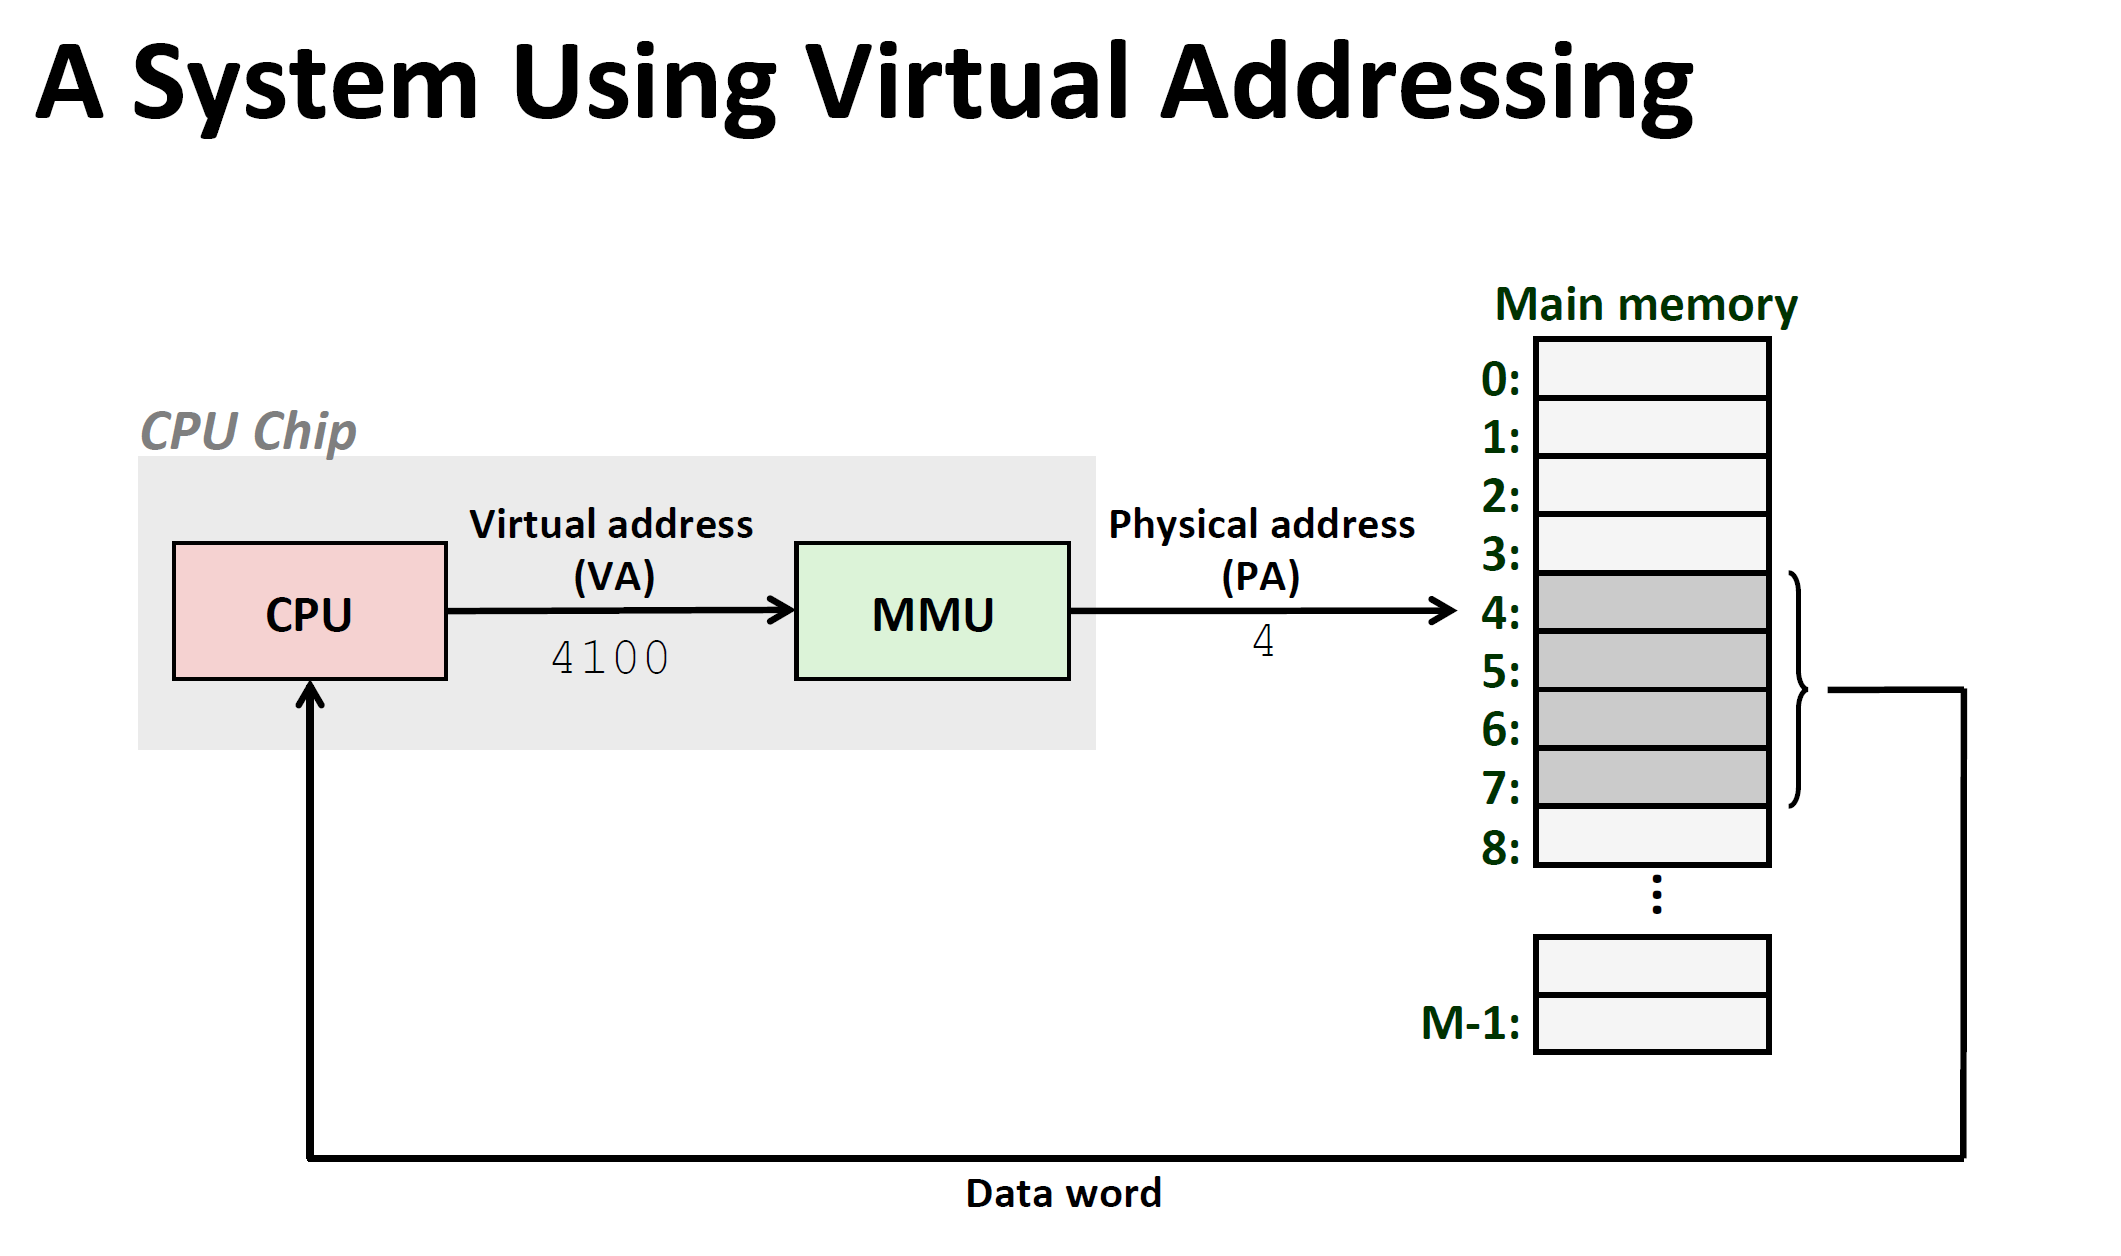 A System Using Virtual Addressing
Main memory
CPU Chip
CPU
Virtual address
(VA)
4100
MMU
Physical address
(PA)
4
0:
1:
2:
3:
4:
5:
6:
7:
8:
...
M-1:
Data word